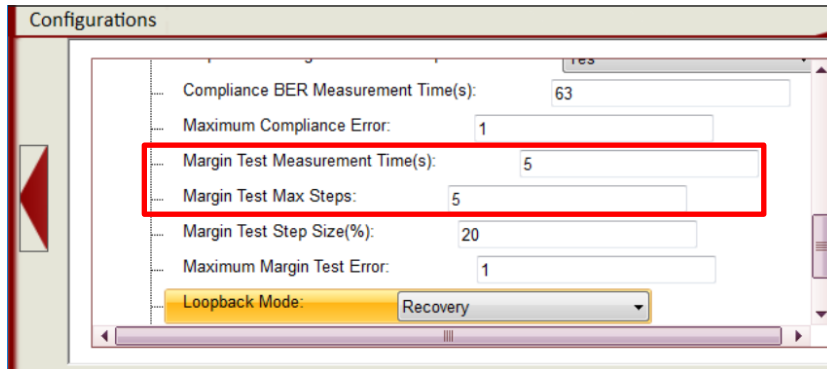 Configurations
Yes
Compliance BER Measurement Time(s): 63
Maximum Compliance Error: 1
Margin Test Measurement Time(s): 5
Margin Test Max Steps: 5
Margin Test Step Size(%): 20
Maximum Margin Test Error: 1
Loopback Mode: Recovery